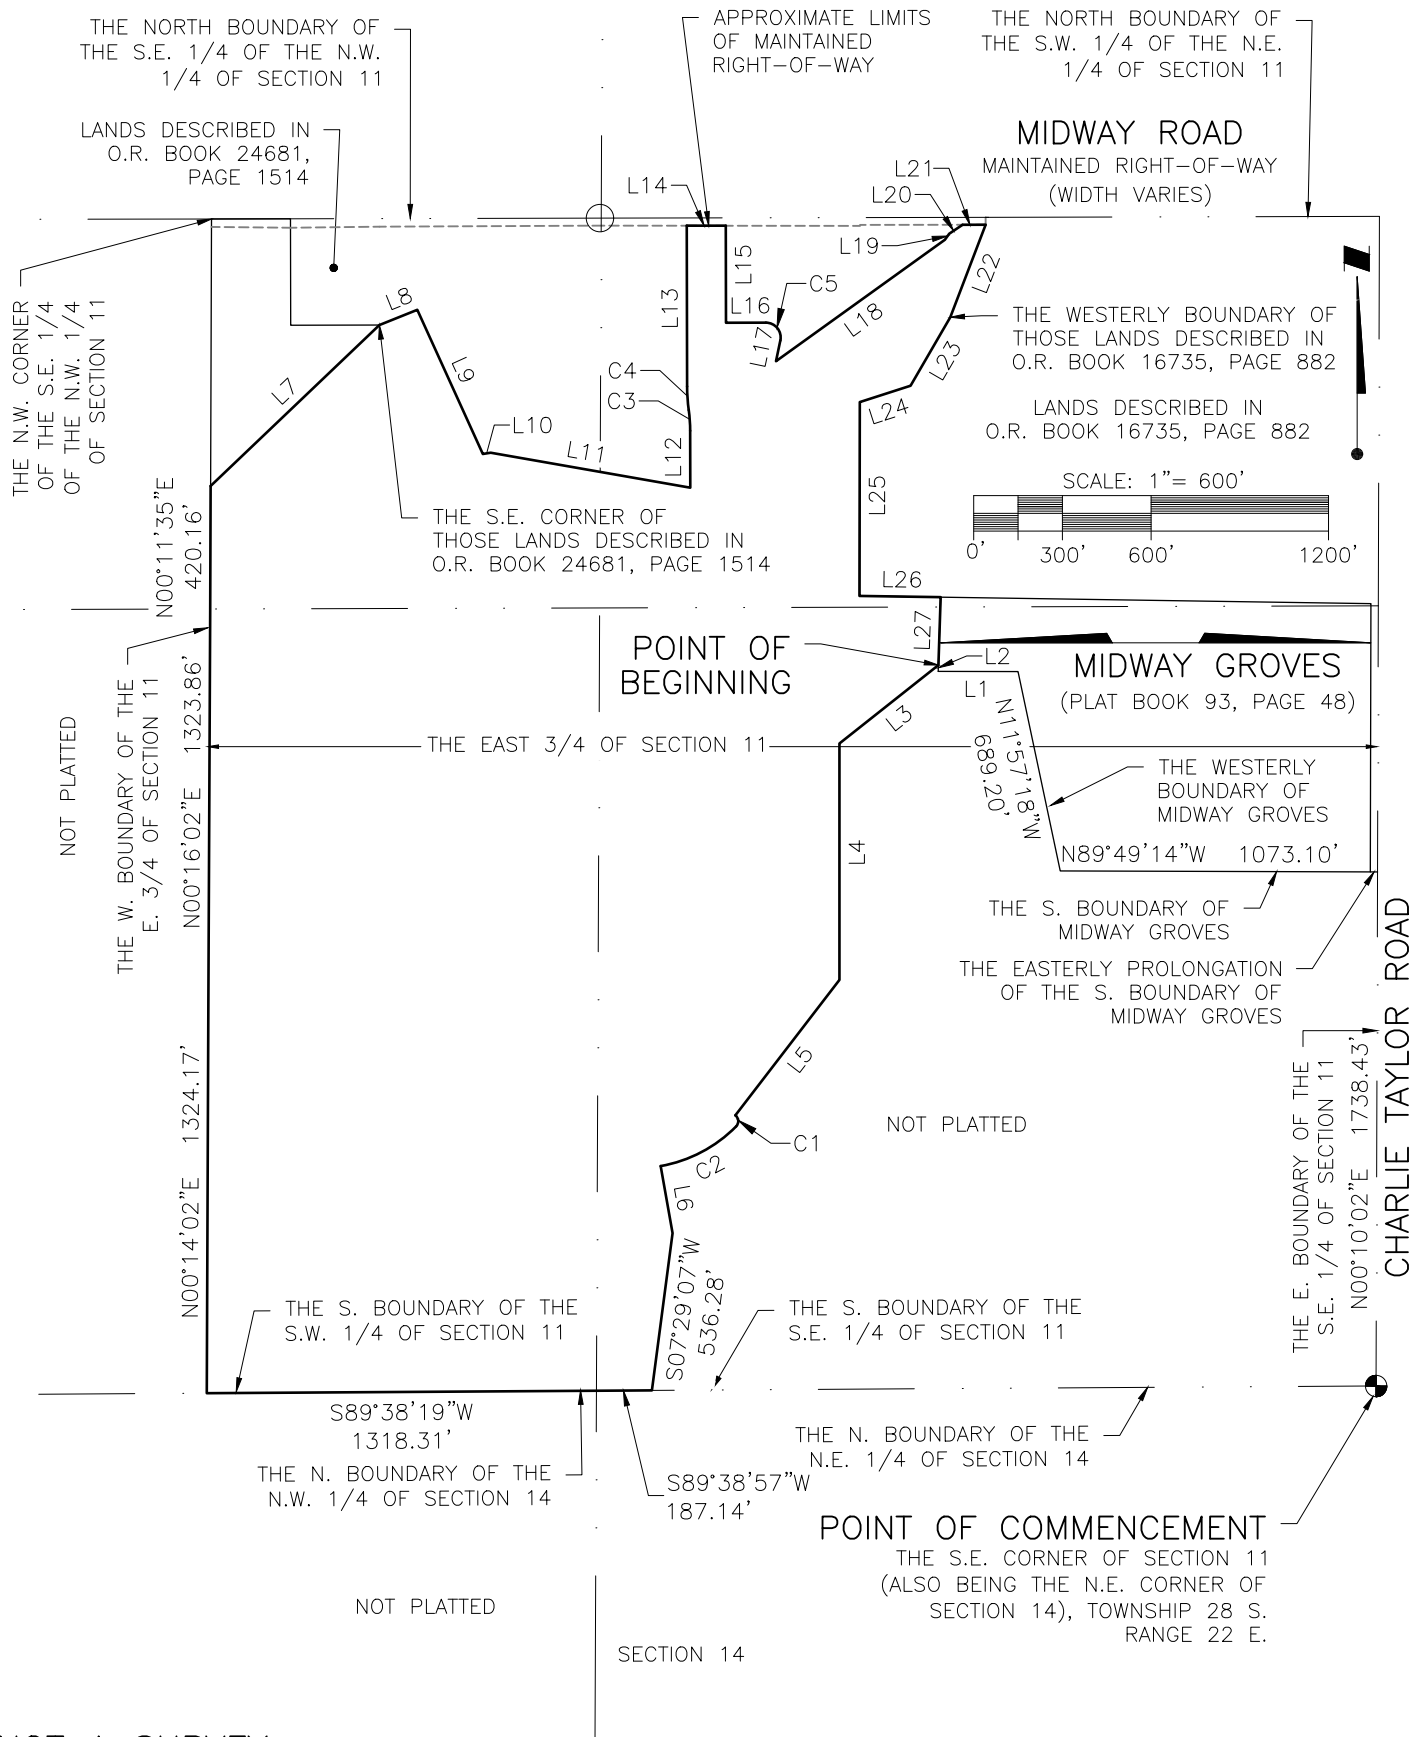 THE NORTH BOUNDARY OF
THE S.E. 1/4 OF THE N.W.
1/4 OF SECTION 11
APPROXIMATE LIMITS
OF MAINTAINED
RIGHT-OF-WAY
THE NORTH BOUNDARY OF
THE S.W. 1/4 OF THE N.E.
1/4 OF SECTION 11
LANDS DESCRIBED IN
O.R. BOOK 24681,
PAGE 1514
MIDWAY ROAD
MAINTAINED RIGHT-OF-WAY
(WIDTH VARIES)
L14
L21
L20
L19
L15
C5
L13
L16
L17
L18
L22
L8
THE N.W. CORNER
OF THE S.E. 1/4
OF THE N.W. 1/4
OF SECTION 11
L7
L9
C4
C3
L23
L24
THE WESTERLY BOUNDARY OF
THOSE LANDS DESCRIBED IN
O.R. BOOK 16735, PAGE 882
LANDS DESCRIBED IN
O.R. BOOK 16735, PAGE 882
L10
L11
L12
L25
SCALE: 1"= 600'
0'
300'
600'
1200'
THE S.E. CORNER OF
THOSE LANDS DESCRIBED IN
O.R. BOOK 24681, PAGE 1514
N00°11'35"E
420.16'
L26
L27
POINT OF
BEGINNING
L2
L1
MIDWAY GROVES
(PLAT BOOK 93, PAGE 48)
L3
N11°57'18"W
689.20'
NOT PLATTED
THE W. BOUNDARY OF THE
E. 3/4 OF SECTION 11
N00°16'02"E 1323.86'
THE EAST 3/4 OF SECTION 11
THE WESTERLY
BOUNDARY OF
MIDWAY GROVES
L4
N89°49'14"W 1073.10'
THE S. BOUNDARY OF
MIDWAY GROVES
THE EASTERLY PROLONGATION
OF THE S. BOUNDARY OF
MIDWAY GROVES
CHARLIE TAYLOR ROAD
L5
N00°14'02"E 1324.17'
THE E. BOUNDARY OF THE
S.E. 1/4 OF SECTION 11
N00°10'02"E 1738.43'
NOT PLATTED
C1
C2
L6
S07°29'07"W
536.28'
THE S. BOUNDARY OF THE
S.W. 1/4 OF SECTION 11
THE S. BOUNDARY OF THE
S.E. 1/4 OF SECTION 11
S89°38'19"W
1318.31'
THE N. BOUNDARY OF THE
N.W. 1/4 OF SECTION 14
S89°38'57"W
187.14'
THE N. BOUNDARY OF THE
N.E. 1/4 OF SECTION 14
POINT OF COMMENCEMENT
THE S.E. CORNER OF SECTION 11
(ALSO BEING THE N.E. CORNER OF
SECTION 14), TOWNSHIP 28 S.
RANGE 22 E.
NOT PLATTED
SECTION 14